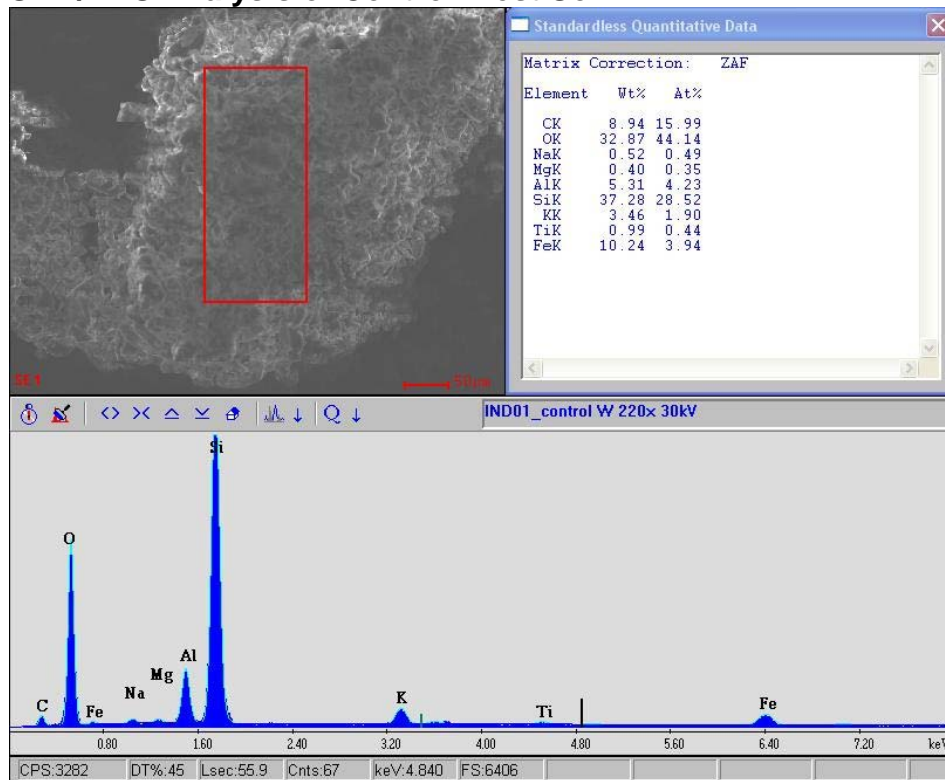 Standardless Quantitative Data
Matrix Correction: ZAF
Element Wt% At%
CK 8.94 15.99
OK 32.87 44.14
NaK 0.52 0.49
MgK 0.40 0.35
AlK 5.31 4.23
SiK 37.28 28.52
KK 3.46 1.90
TiK 0.99 0.44
FeK 10.24 3.94
SE1 50µm
Q
IND01_control W 220x 30kV
Si
O
Al
Mg
Na
C
Fe
K
Ti
Fe
0.80 1.60 2.40 3.20 4.00 4.80 5.60 6.40 7.20 keV
CPS:3282 DT%:45 Lsec:55.9 Cnts:67 keV:4.840 FS:6406